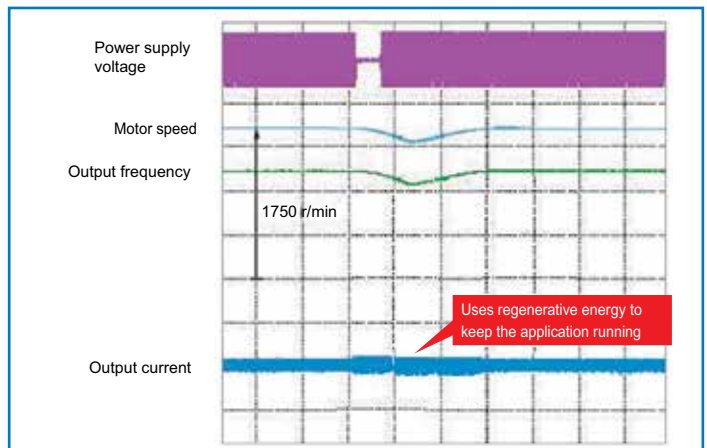 Power supply
voltage
Motor speed
Output frequency
1750 r/min
Uses regenerative energy to
keep the application running
Output current